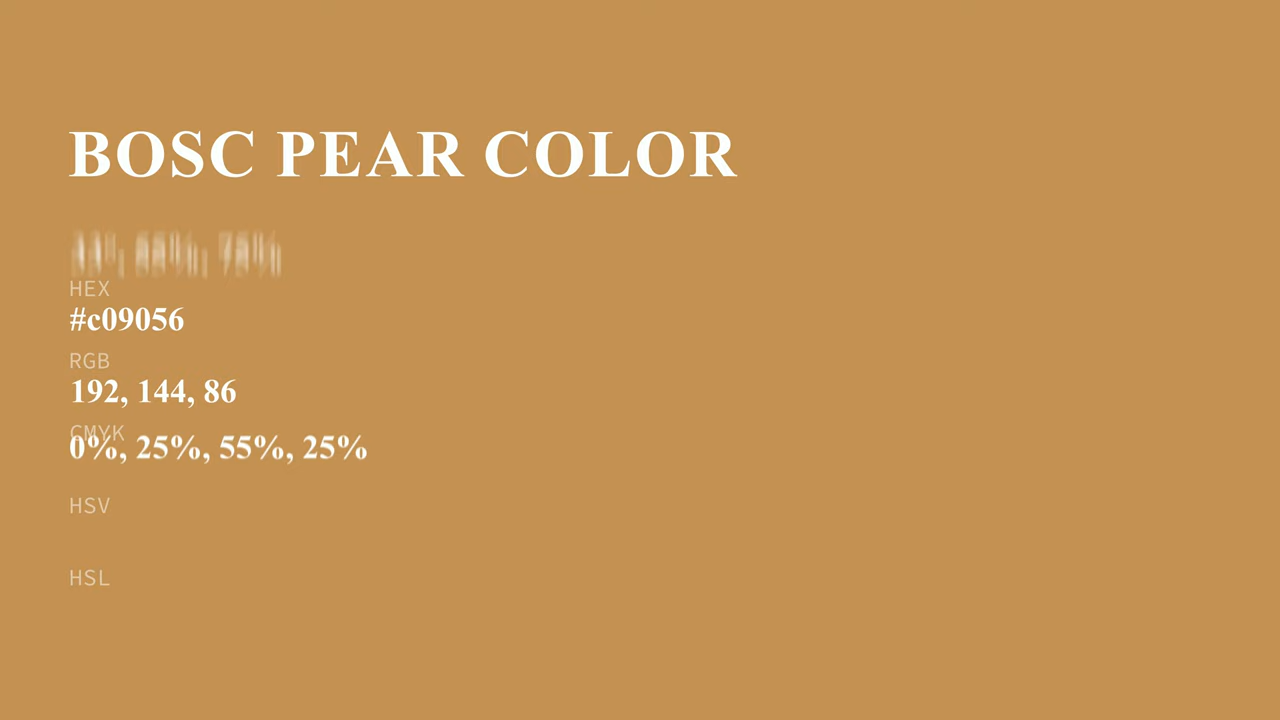 BOSC PEAR COLOR
HEX
#c09056
RGB
192, 144, 86
CMYK
0%, 25%, 55%, 25%
HSV
HSL